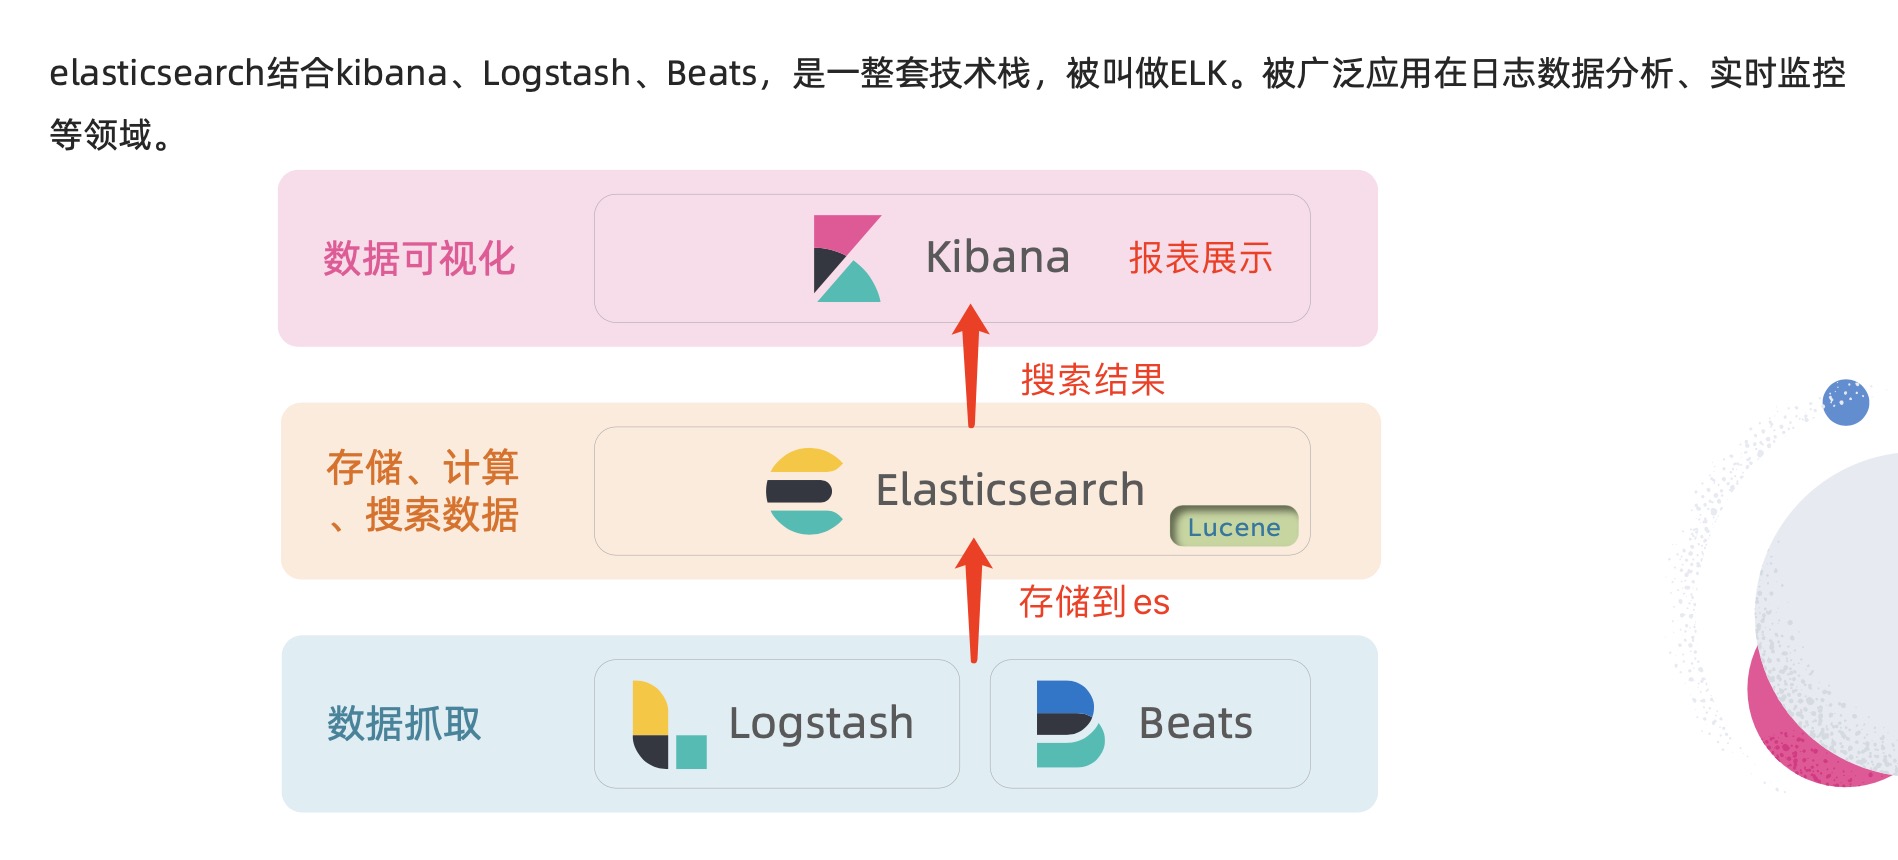 elasticsearch结合kibana、Logstash、Beats，是一整套技术栈，被叫做ELK。被广泛应用在日志数据分析、实时监控
等领域。
数据可视化
Kibana
报表展示
搜索结果
存储、计算
、搜索数据
Elasticsearch
Lucene
存储到 es
数据抓取
Logstash
Beats